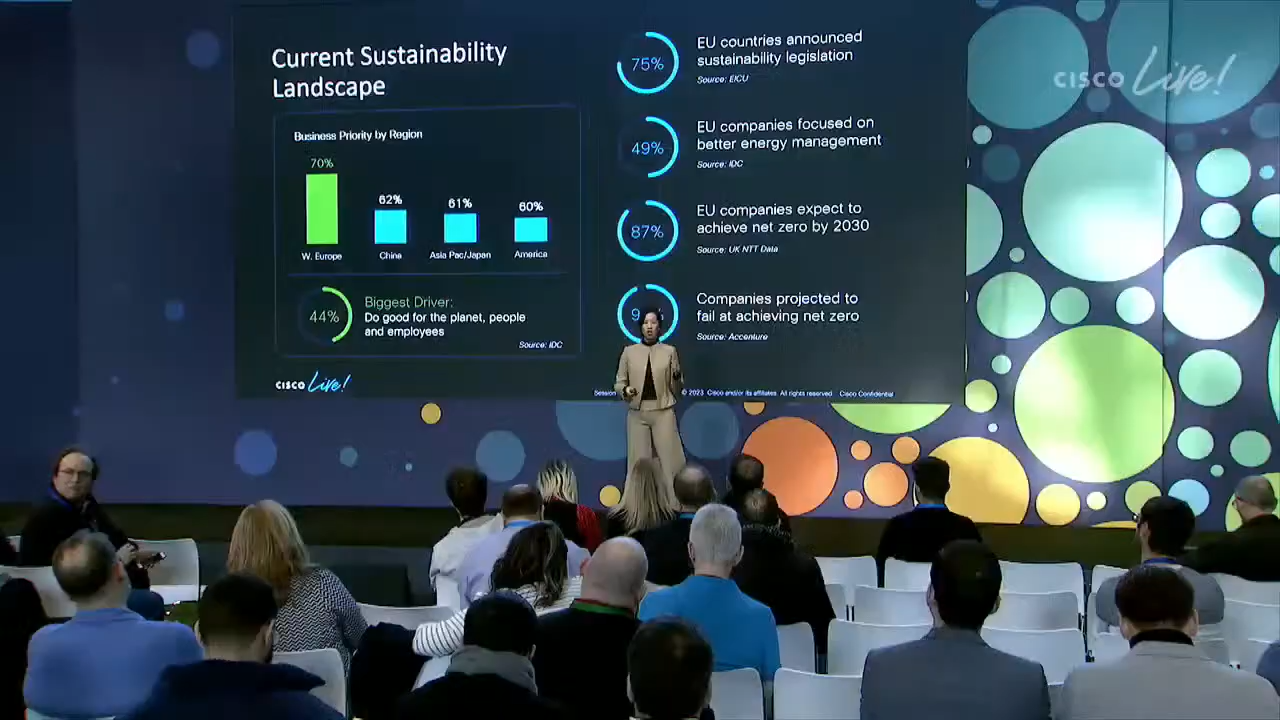 Current Sustainability
Landscape
Business Priority by Region
70%
62%
61%
60%
W. Europe
China
Asia Pac/Japan
America
44%
Biggest Driver:
Do good for the planet, people
and employees
Source: IDC
75%
EU countries announced
sustainability legislation
Source: EICU
49%
EU companies focused on
better energy management
Source: IDC
87%
EU companies expect to
achieve net zero by 2030
Source: UK NTT Data
Companies projected to
fail at achieving net zero
Source: Accenture
CISCO Live!
Session
© 2023 Cisco and/or its affiliates. All rights reserved Cisco Confidential
CISCO Live!